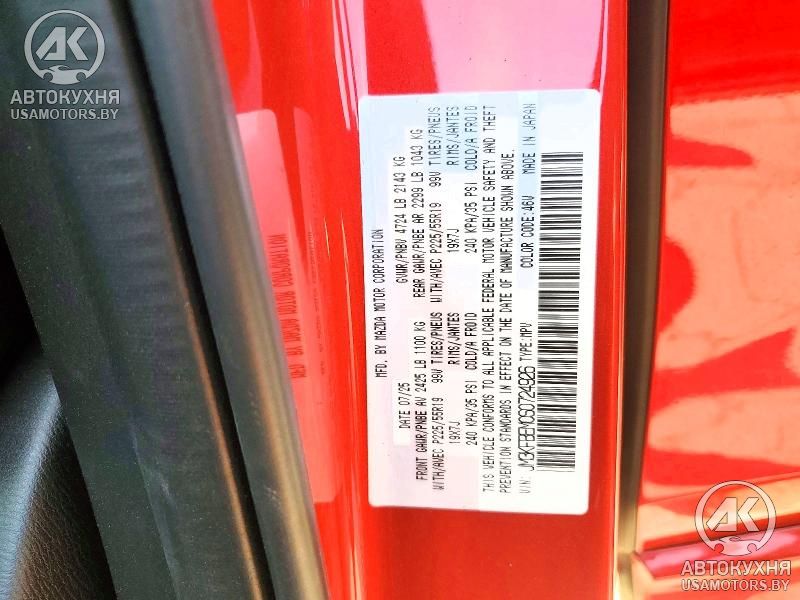 AK
АВТОКУХНЯ
USAMOTORS.BY
MFD. BY MAZDA MOTOR CORPORATION
DATE 07/25 GVWR/PNBV 4724 LB 2143 KG
FRONT GAWR/PNBE AV 2425 LB 1100 KG REAR GAWR/PNBE AR 2299 LB 1043 KG
WITH/AVEC P225/55R19 99V TIRES/PNEUS WITH/AVEC P225/55R19 99V TIRES/PNEUS
19X7J RIMS/JANTES 19X7J RIMS/JANTES
240 KPA/35 PSI COLD/A FROID 240 KPA/35 PSI COLD/A FROID
THIS VEHICLE CONFORMS TO ALL APPLICABLE FEDERAL MOTOR VEHICLE SAFETY AND THEFT
PREVENTION STANDARDS IN EFFECT ON THE DATE OF MANUFACTURE SHOWN ABOVE.
VIN: JM3KFBEM0S0724926 TYPE:MPV COLOR CODE:46V MADE IN JAPAN
AK
АВТОКУХНЯ
USAMOTORS.BY